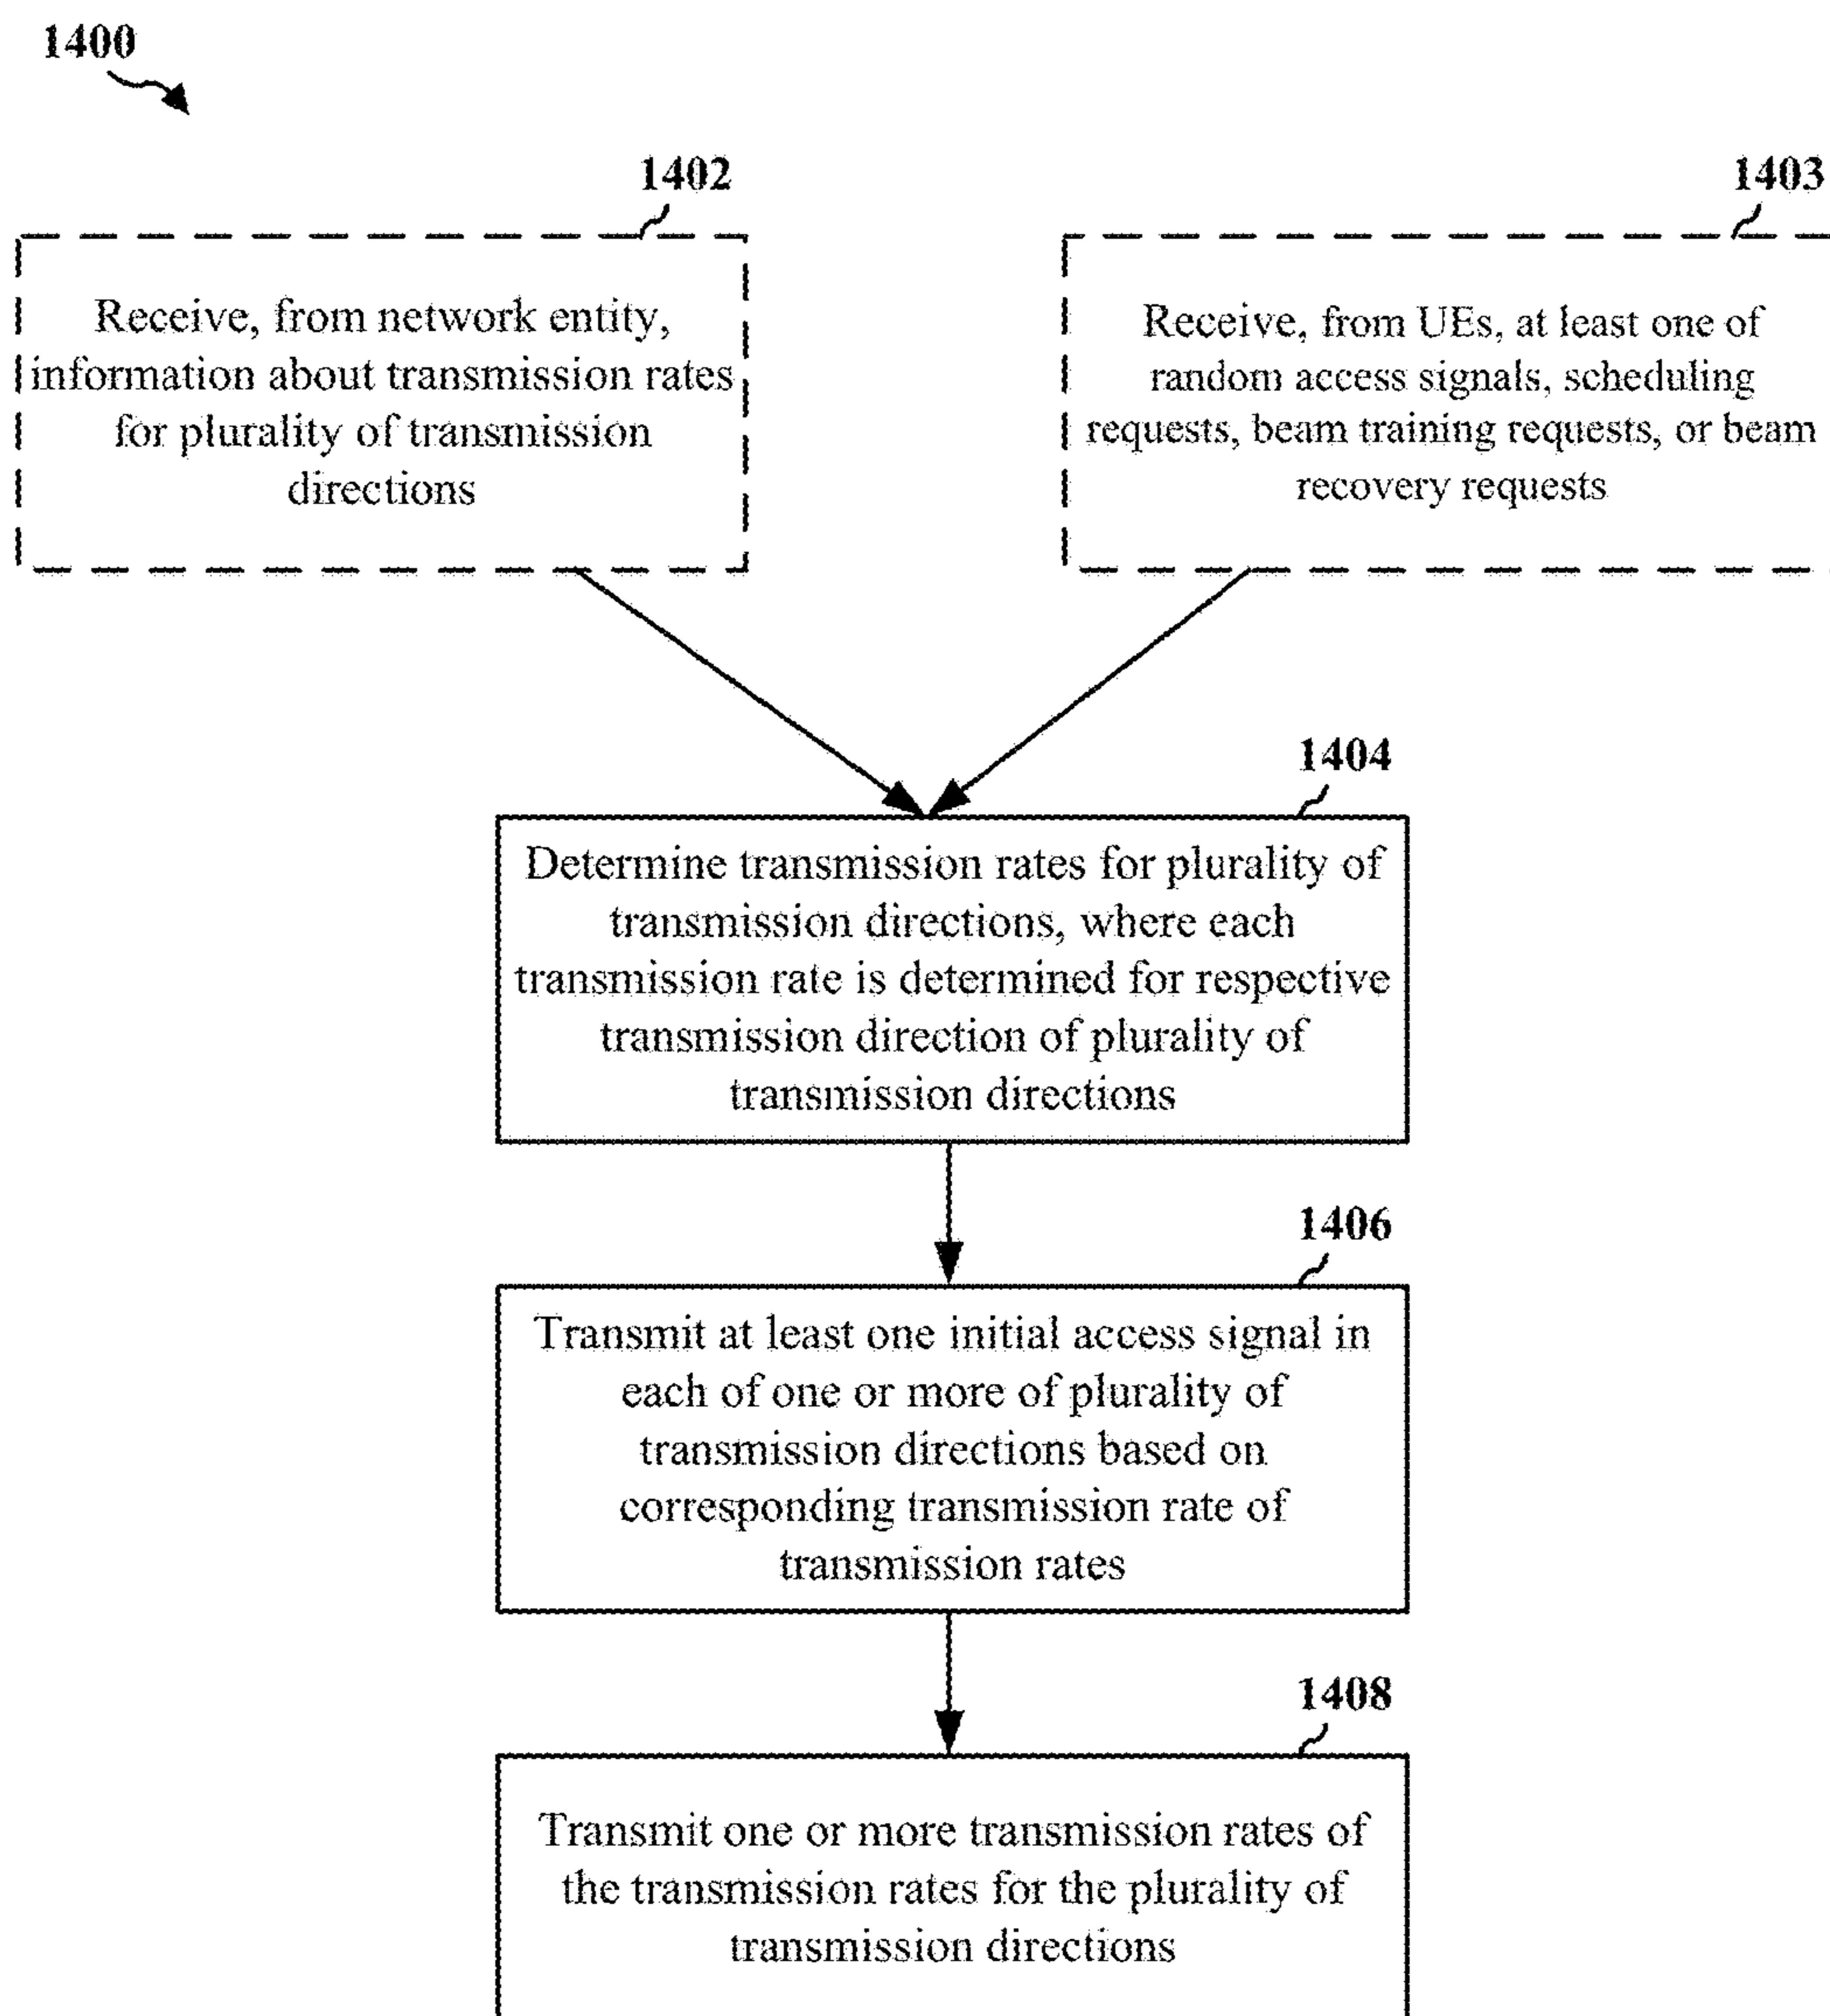 1400
1402
Receive, from network entity,
information about transmission rates
for plurality of transmission
directions
1403
Receive, from UEs, at least one of
random access signals, scheduling
requests, beam training requests, or beam
recovery requests
1404
Determine transmission rates for plurality of
transmission directions, where each
transmission rate is determined for respective
transmission direction of plurality of
transmission directions
1406
Transmit at least one initial access signal in
each of one or more of plurality of
transmission directions based on
corresponding transmission rate of
transmission rates
1408
Transmit one or more transmission rates of
the transmission rates for the plurality of
transmission directions